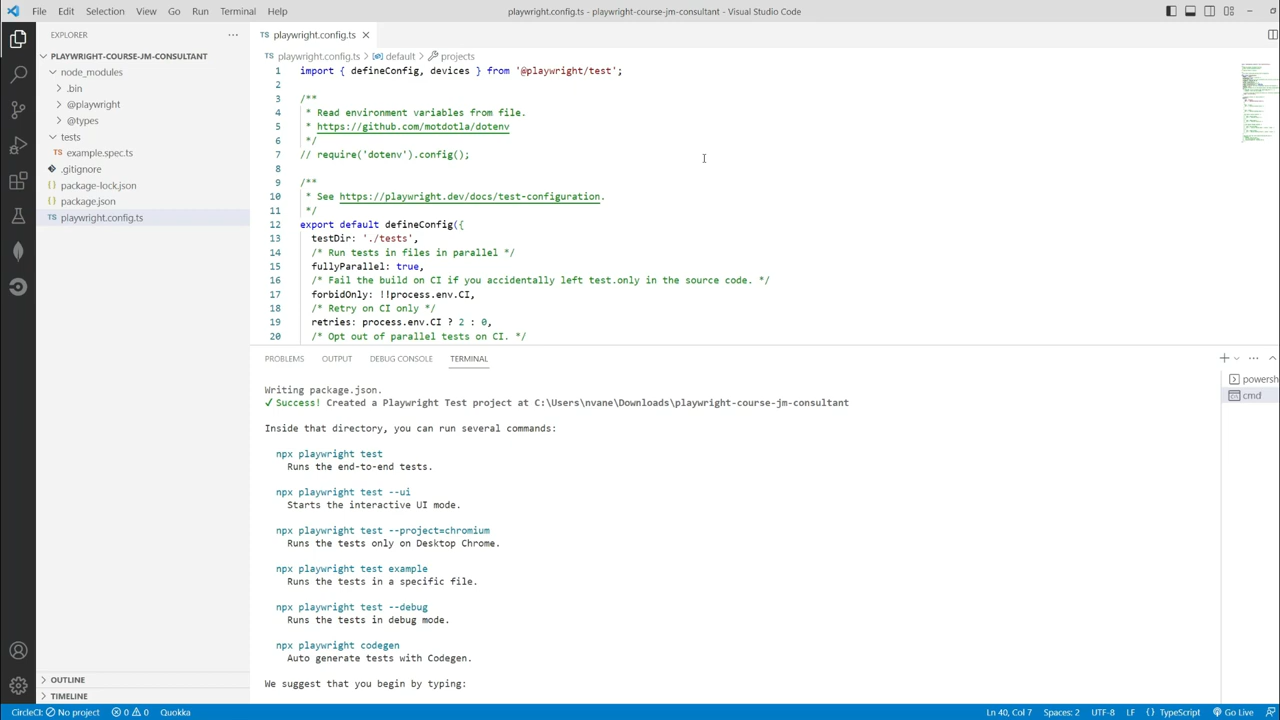 File Edit Selection View Go Run Terminal Help
playwright.config.ts - playwright-course-jm-consultant - Visual Studio Code
EXPLORER
PLAYWRIGHT-COURSE-JM-CONSULTANT
node_modules
.bin
@playwright
@types
tests
TS example.spec.ts
.gitignore
{} package-lock.json
{} package.json
TS playwright.config.ts
OUTLINE
TIMELINE
TS playwright.config.ts
TS playwright.config.ts > default > projects
1 import { defineConfig, devices } from '@playwright/test';
2
3 /**
4 * Read environment variables from file.
5 * https://github.com/motdotla/dotenv
6 */
7 // require('dotenv').config();
8
9 /**
10 * See https://playwright.dev/docs/test-configuration.
11 */
12 export default defineConfig({
13 testDir: './tests',
14 /* Run tests in files in parallel */
15 fullyParallel: true,
16 /* Fail the build on CI if you accidentally left test.only in the source code. */
17 forbidOnly: !!process.env.CI,
18 /* Retry on CI only */
19 retries: process.env.CI ? 2 : 0,
20 /* Opt out of parallel tests on CI. */
PROBLEMS OUTPUT DEBUG CONSOLE TERMINAL
powersh
cmd
Writing package.json.
✓ Success! Created a Playwright Test project at C:\Users\nvane\Downloads\playwright-course-jm-consultant
Inside that directory, you can run several commands:
npx playwright test
Runs the end-to-end tests.
npx playwright test --ui
Starts the interactive UI mode.
npx playwright test --project=chromium
Runs the tests only on Desktop Chrome.
npx playwright test example
Runs the tests in a specific file.
npx playwright test --debug
Runs the tests in debug mode.
npx playwright codegen
Auto generate tests with Codegen.
We suggest that you begin by typing:
CircleCI: No project 0 0 Quokka
Ln 40, Col 7 Spaces: 2 UTF-8 LF {} TypeScript Go Live